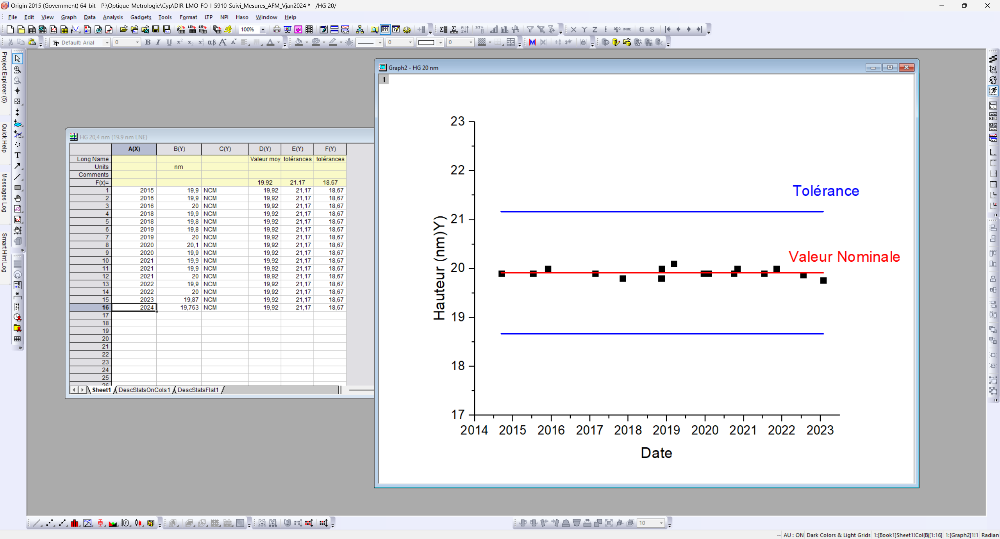 Origin 2015 (Government) 64-bit - P:\Optique-Metrologie\Cyp\DIR-LMO-FO-I-5910-Suivi_Mesures_AFM_Vjan2024 * - /HG 20/
File Edit View Graph Data Analysis Gadgets Tools Format LTP NPI Haso Window Help
100%
Default: Arial 0 0 0
Project Explorer (5)
Quick Help
Messages Log
Smart Hint Log
HG 20,4 nm (19.9 nm LNE)
A(X) B(Y) C(Y) D(Y) E(Y) F(Y)
Long Name Valeur moy tolérances tolérances
Units nm
Comments
F(x)= 19.92 21.17 18.67
1 2015 19,9 NCM 19,92 21,17 18,67
2 2016 19,9 NCM 19,92 21,17 18,67
3 2016 20 NCM 19,92 21,17 18,67
4 2018 19,9 NCM 19,92 21,17 18,67
5 2018 19,8 NCM 19,92 21,17 18,67
6 2019 19,8 NCM 19,92 21,17 18,67
7 2019 20 NCM 19,92 21,17 18,67
8 2020 20,1 NCM 19,92 21,17 18,67
9 2020 19,9 NCM 19,92 21,17 18,67
10 2021 19,9 NCM 19,92 21,17 18,67
11 2021 19,9 NCM 19,92 21,17 18,67
12 2021 20 NCM 19,92 21,17 18,67
13 2022 19,9 NCM 19,92 21,17 18,67
14 2022 20 NCM 19,92 21,17 18,67
15 2023 19,87 NCM 19,92 21,17 18,67
16 2024 19,763 NCM 19,92 21,17 18,67
17
18
19
20
21
22
23
24
25
26
Sheet1 DescStatsOnCols1 DescStatsFlat1
Graph2 - HG 20 nm
1
23
22
21
20
19
18
17
Hauteur (nm)Y)
Tolérance
Valeur Nominale
2014 2015 2016 2017 2018 2019 2020 2021 2022 2023
Date
10
-- AU : ON Dark Colors & Light Grids 1:[Book1]Sheet1!Col(B)[1:16] 1:[Graph2]1!1 Radian